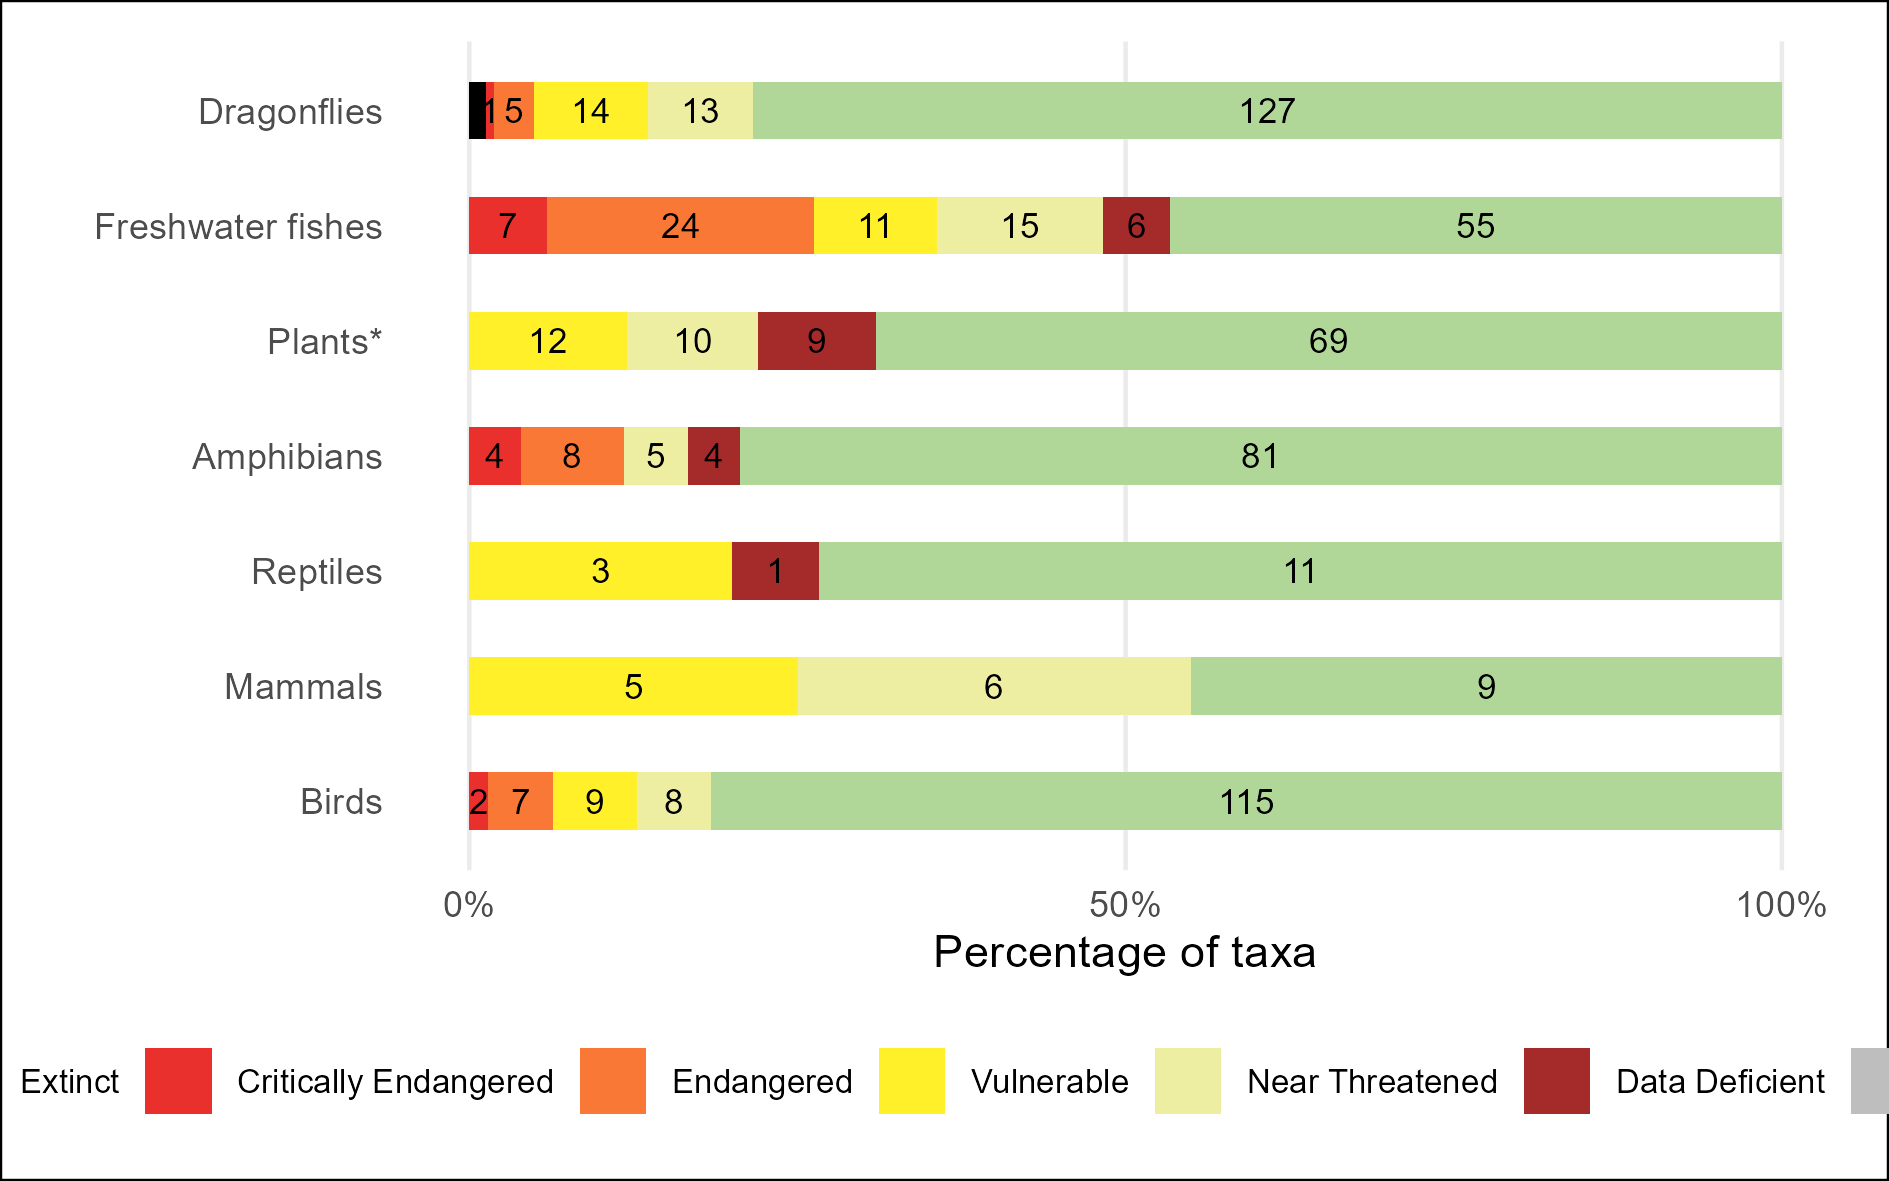 Dragonflies 1 5 14 13 127
Freshwater fishes 7 24 11 15 6 55
Plants* 12 10 9 69
Amphibians 4 8 5 4 81
Reptiles 3 1 11
Mammals 5 6 9
Birds 2 7 9 8 115
0% 50% 100%
Percentage of taxa
Extinct Critically Endangered Endangered Vulnerable Near Threatened Data Deficient